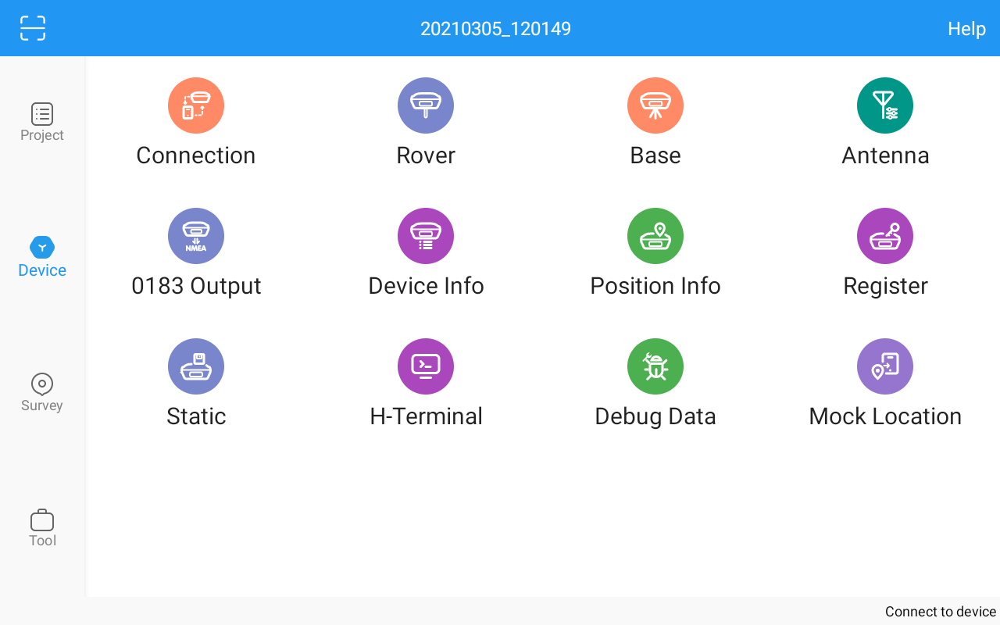 20210305_120149
Help
Project
Device
Survey
Tool
Connection
Rover
Base
Antenna
NMEA
0183 Output
Device Info
Position Info
Register
Static
H-Terminal
Debug Data
Mock Location
Connect to device